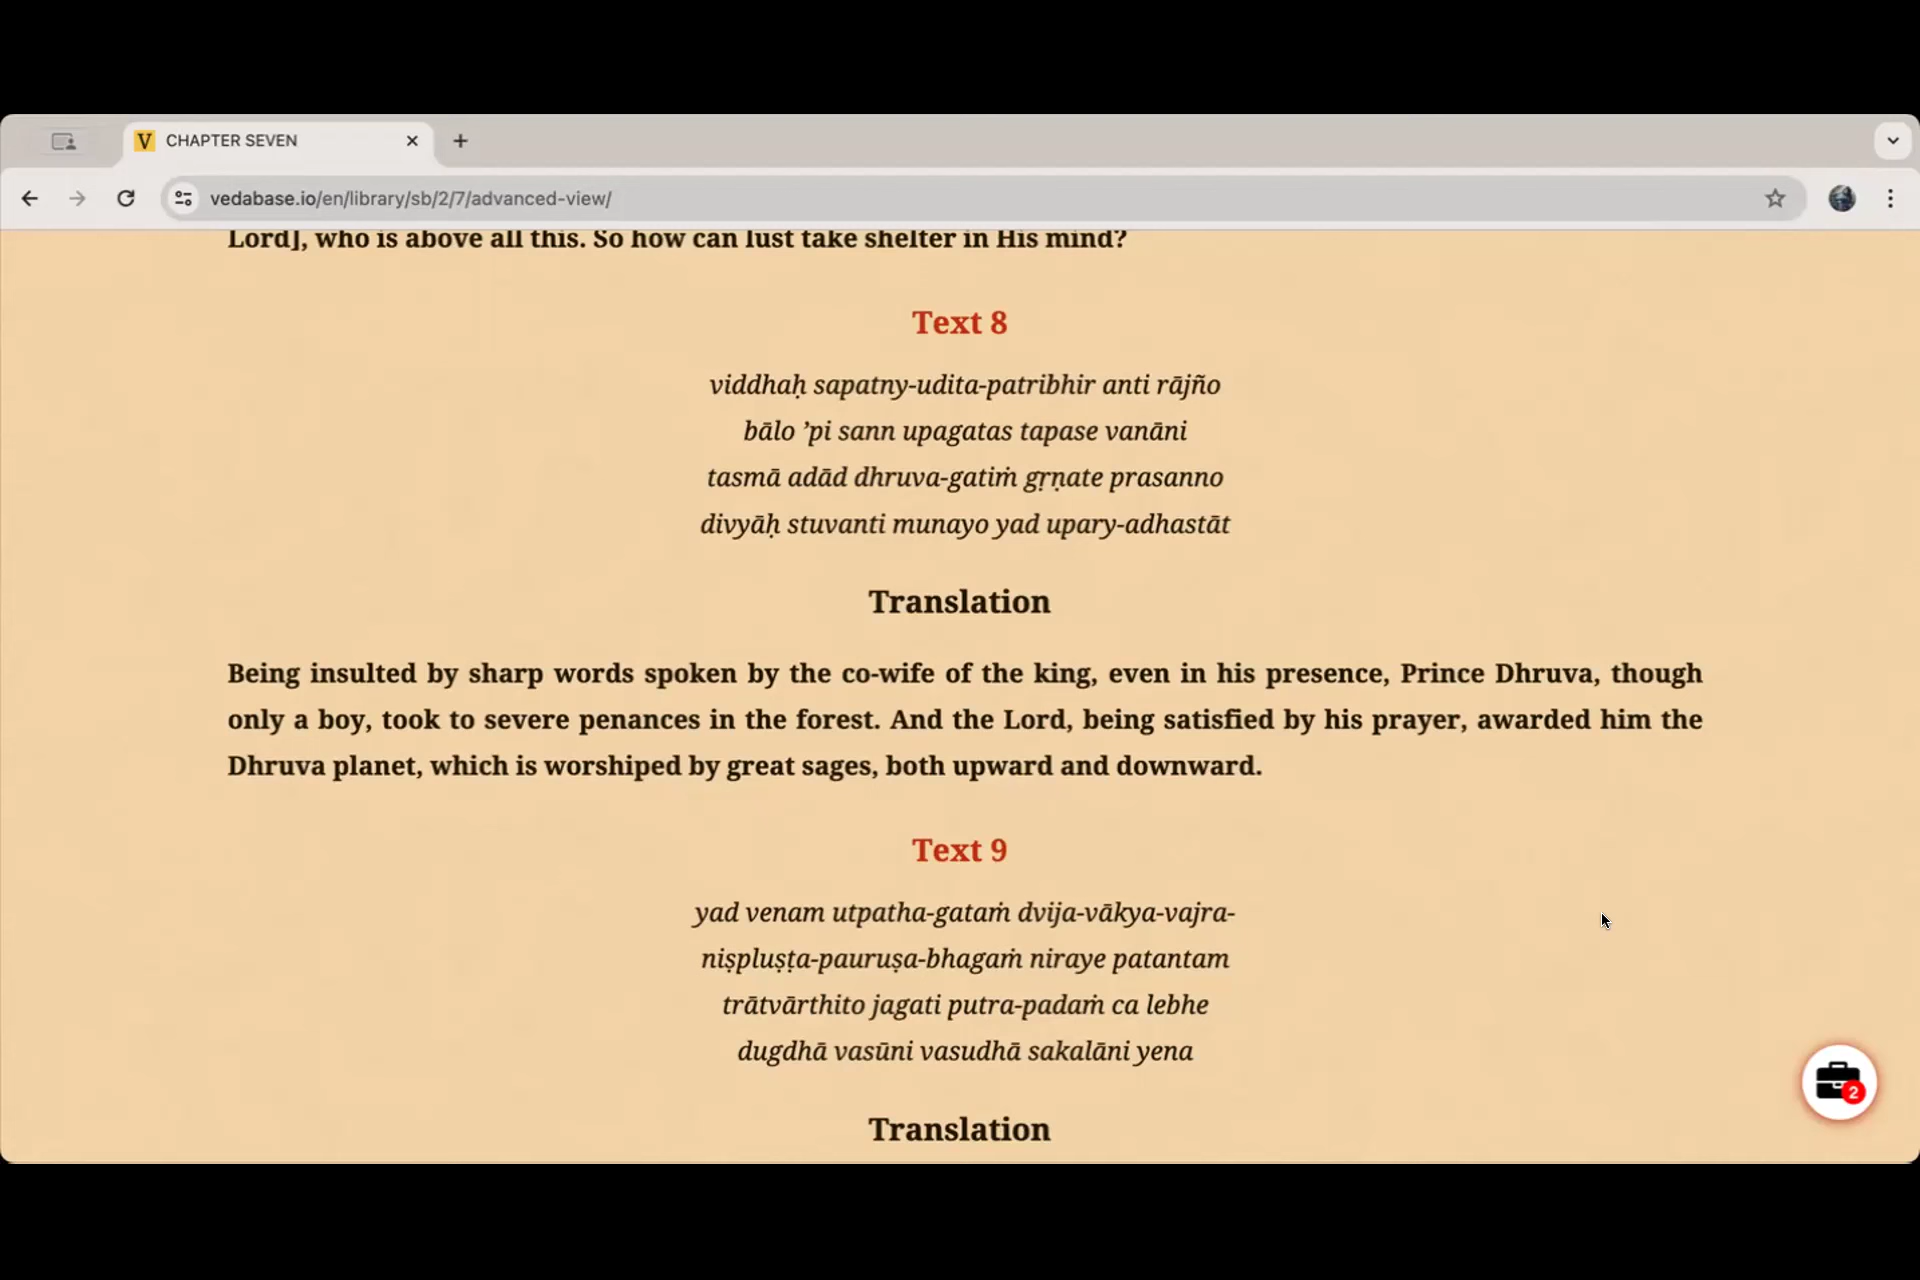 CHAPTER SEVEN
vedabase.io/en/library/sb/2/7/advanced-view/
Lord], who is above all this. So how can lust take shelter in His mind?
Text 8
viddhaḥ sapatny-udita-patribhir anti rājño
bālo ’pi sann upagatas tapase vanāni
tasmā adād dhruva-gatiṁ gṛṇate prasanno
divyāḥ stuvanti munayo yad upary-adhastāt
Translation
Being insulted by sharp words spoken by the co-wife of the king, even in his presence, Prince Dhruva, though
only a boy, took to severe penances in the forest. And the Lord, being satisfied by his prayer, awarded him the
Dhruva planet, which is worshiped by great sages, both upward and downward.
Text 9
yad venam utpatha-gataṁ dvija-vākya-vajra-
niṣpluṣṭa-pauruṣa-bhagaṁ niraye patantam
trātvārthito jagati putra-padaṁ ca lebhe
dugdhā vasūni vasudhā sakalāni yena
2
Translation